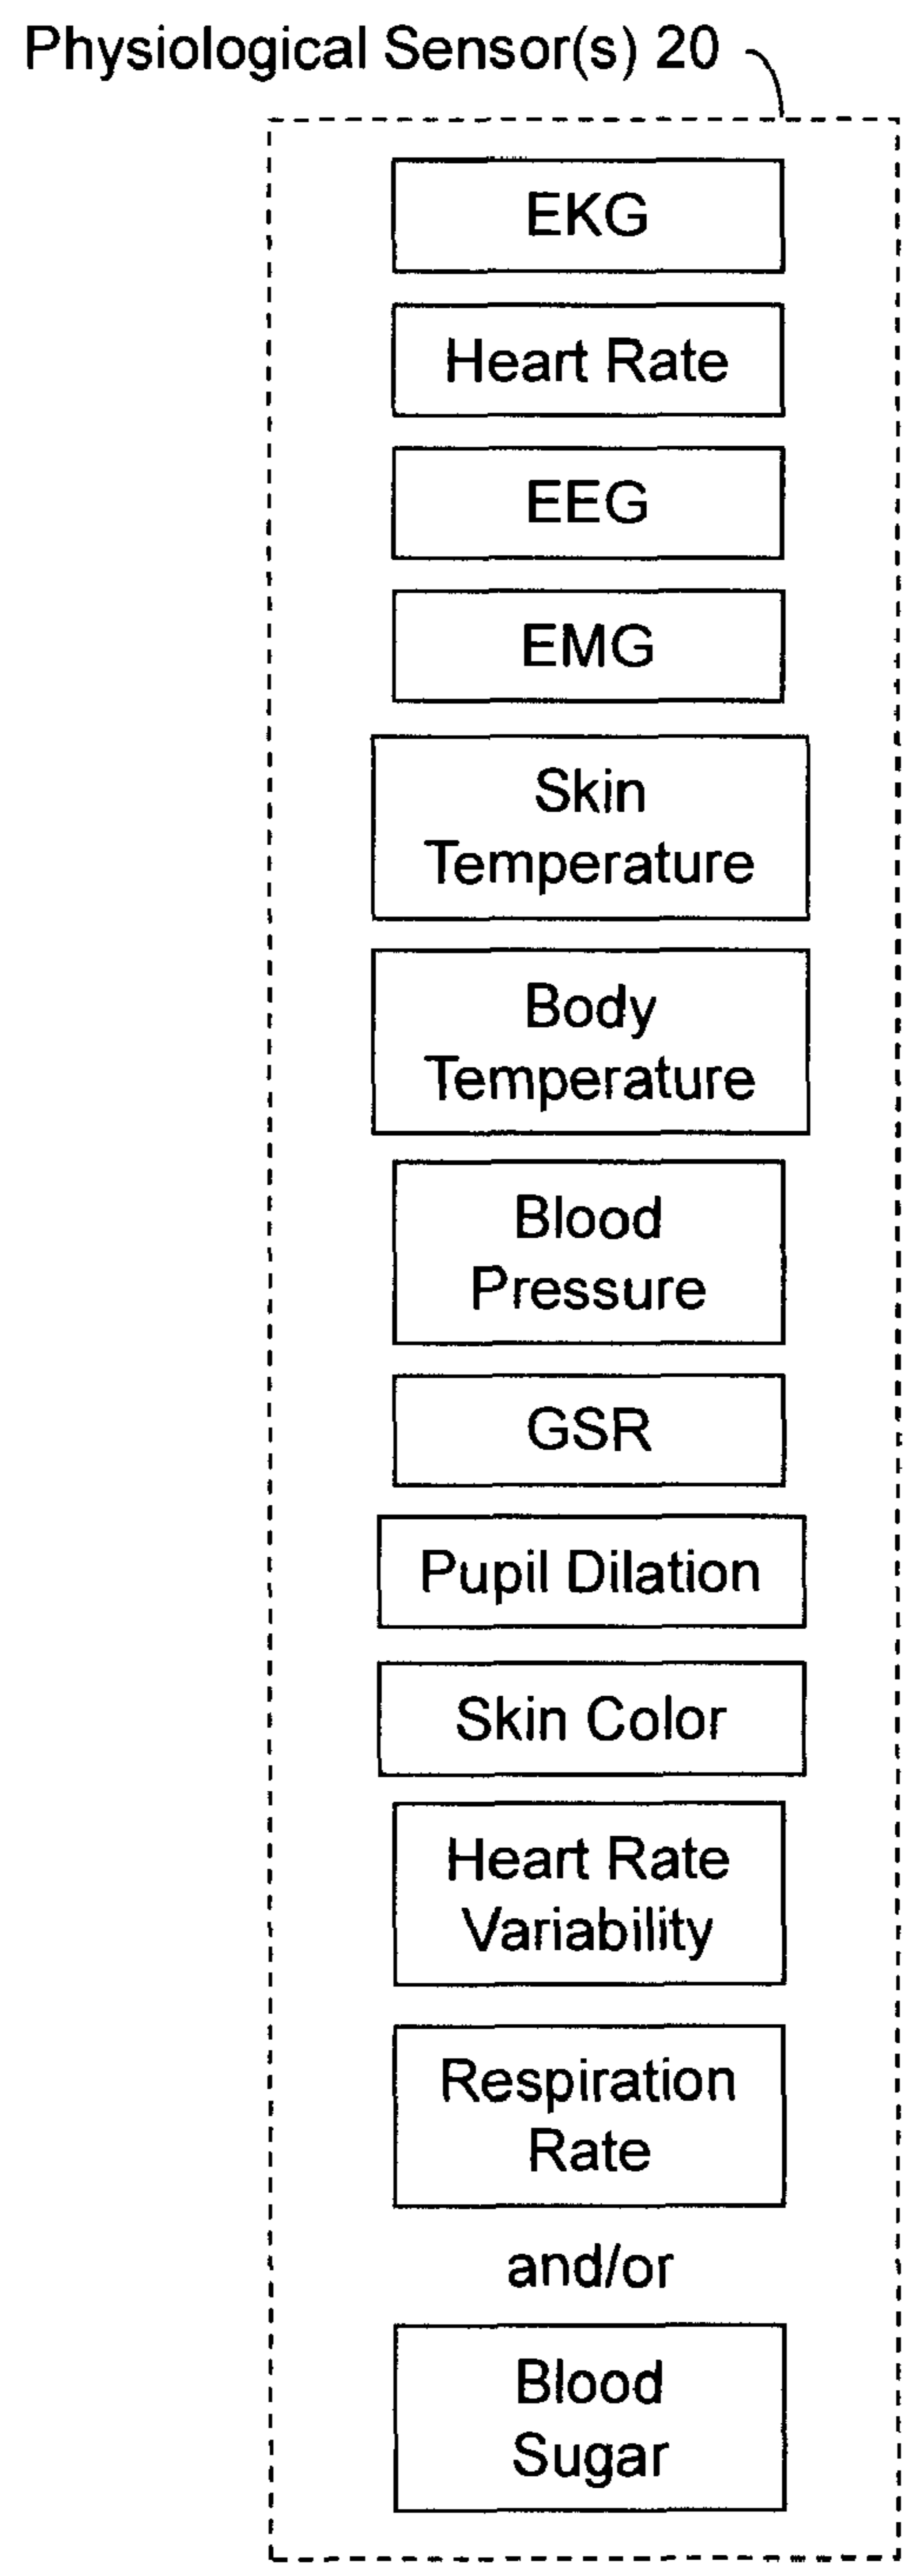 Physiological Sensor(s) 20
EKG
Heart Rate
EEG
EMG
Skin
Temperature
Body
Temperature
Blood
Pressure
GSR
Pupil Dilation
Skin Color
Heart Rate
Variability
Respiration
Rate
and/or
Blood
Sugar